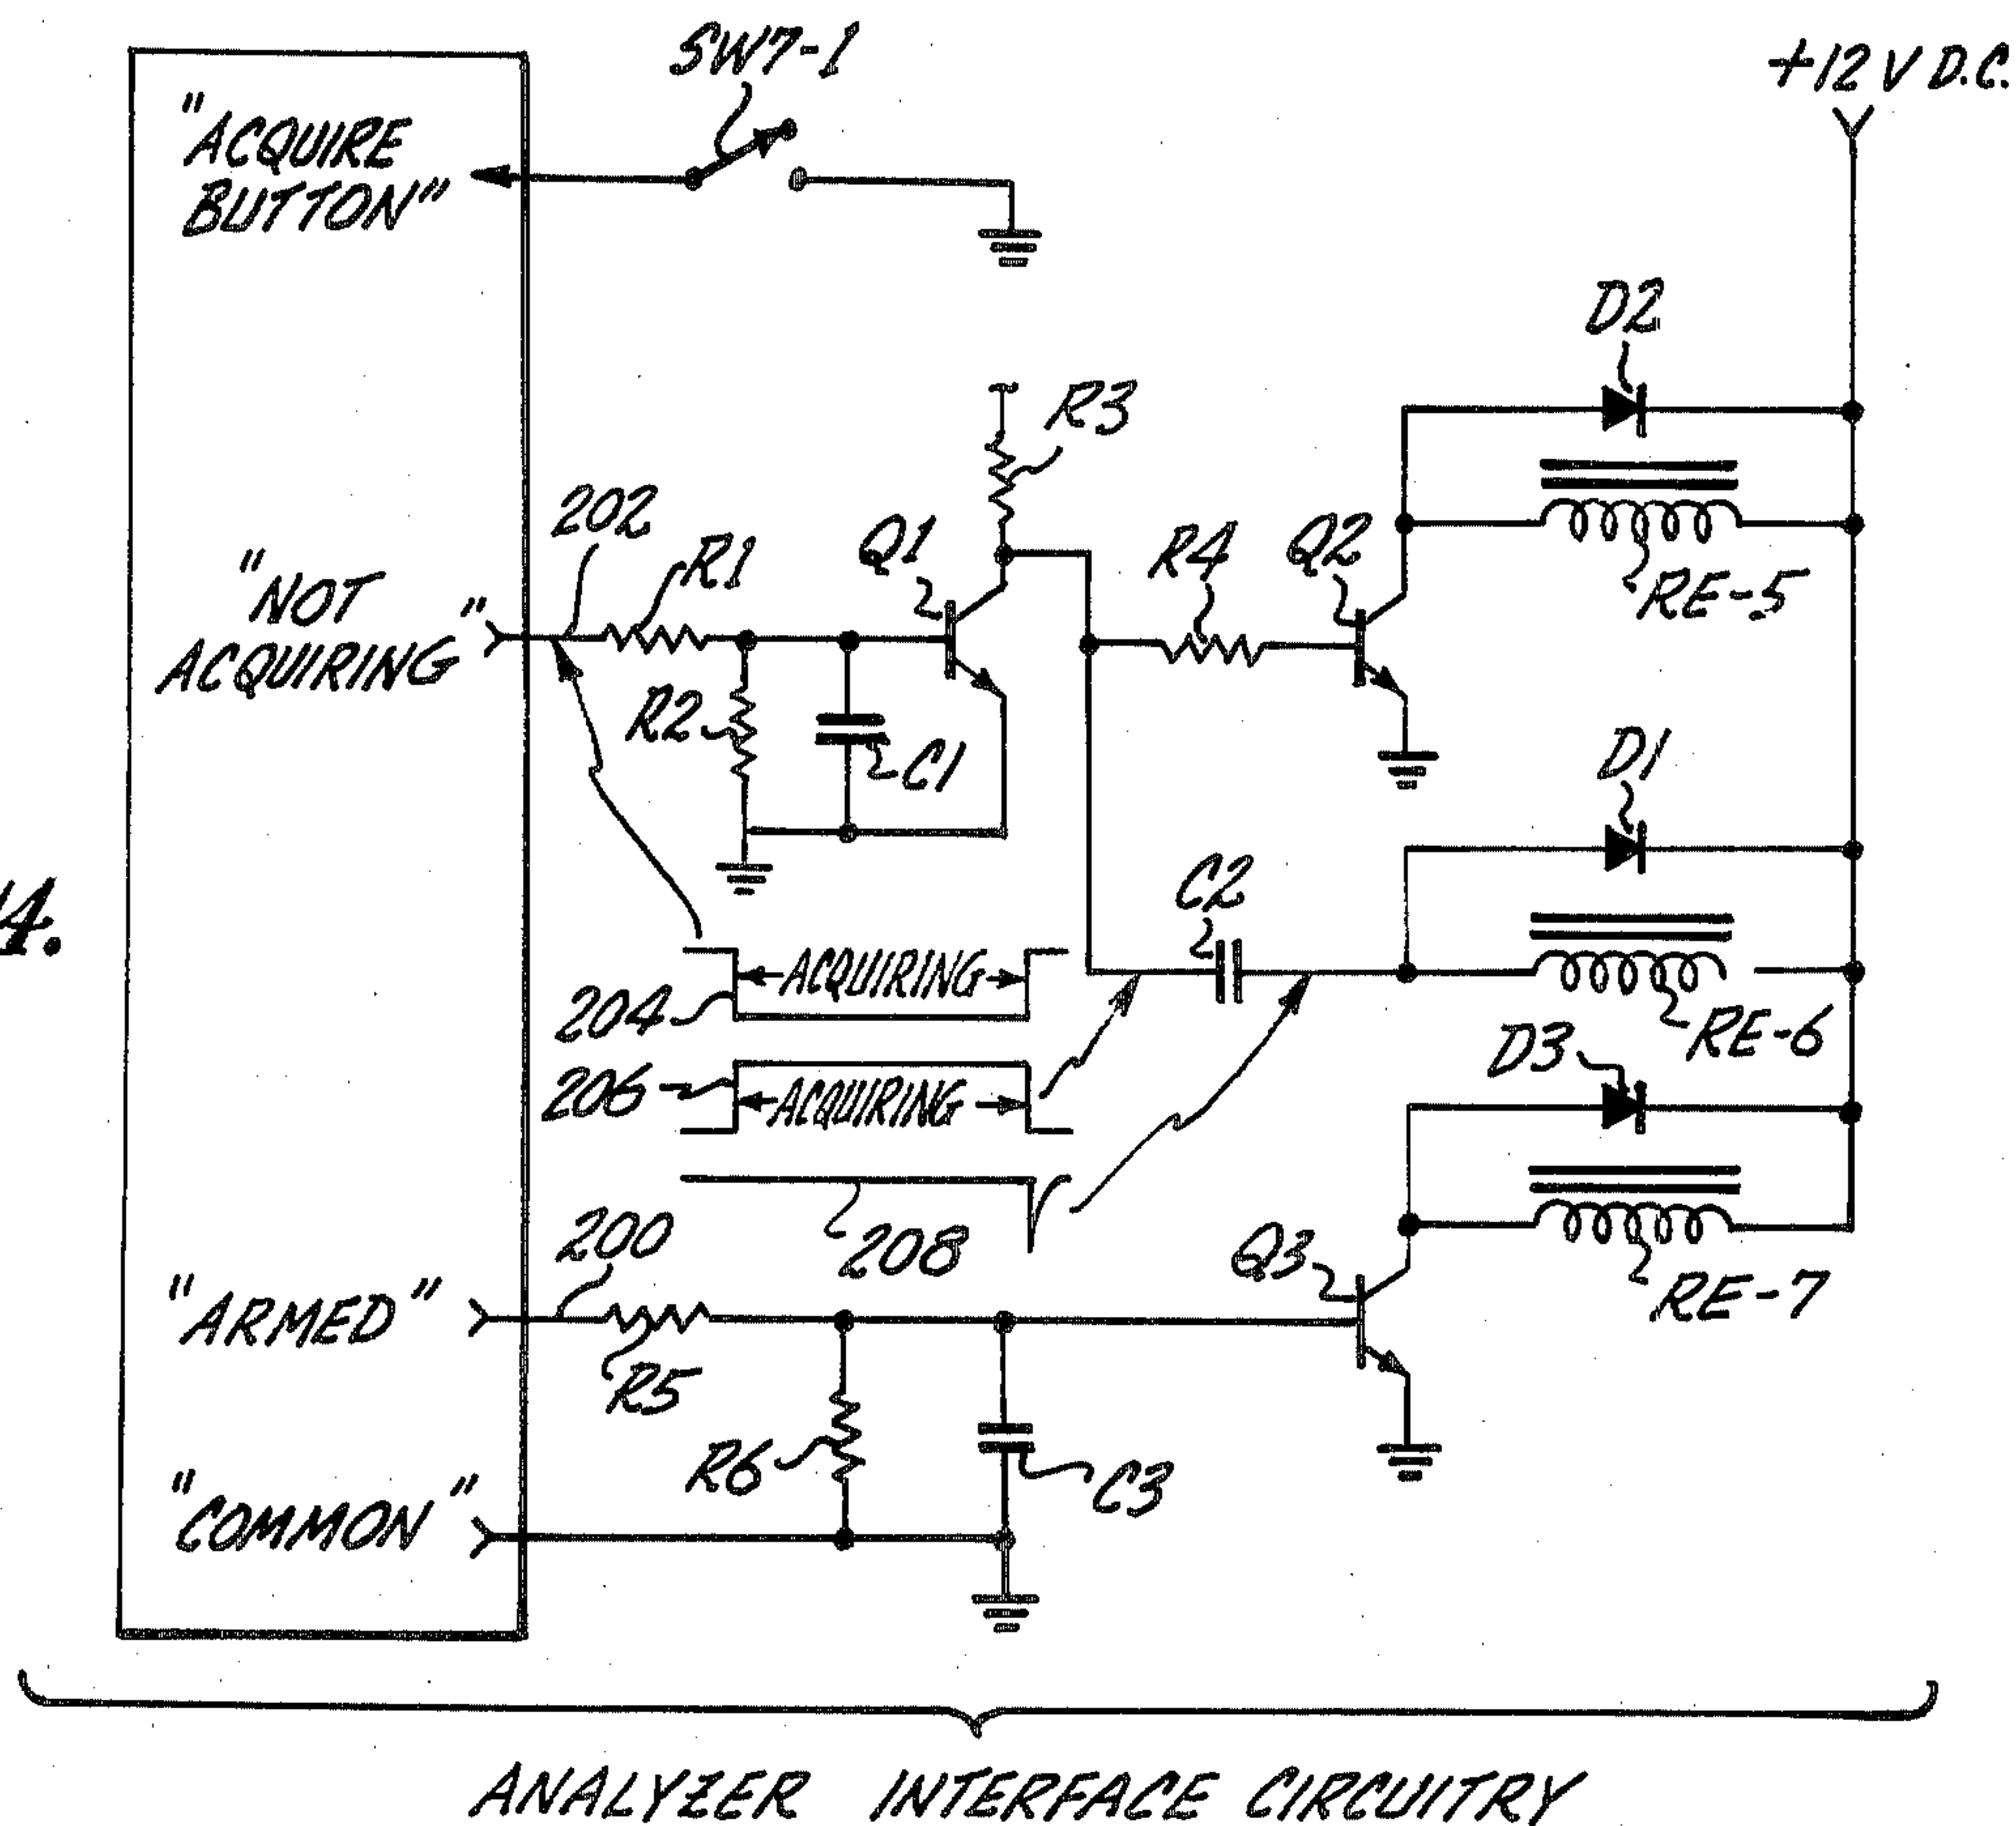 SW7-1
+12 V D.C.
"ACQUIRE
BUTTON"
D2
R3
202
R1
Q1
R4
Q2
RE-5
"NOT
ACQUIRING"
R2
C1
D1
C2
4.
ACQUIRING
204
RE-6
D3
206
ACQUIRING
208
200
Q3
RE-7
"ARMED"
R5
R6
C3
"COMMON"
ANALYZER INTERFACE CIRCUITRY